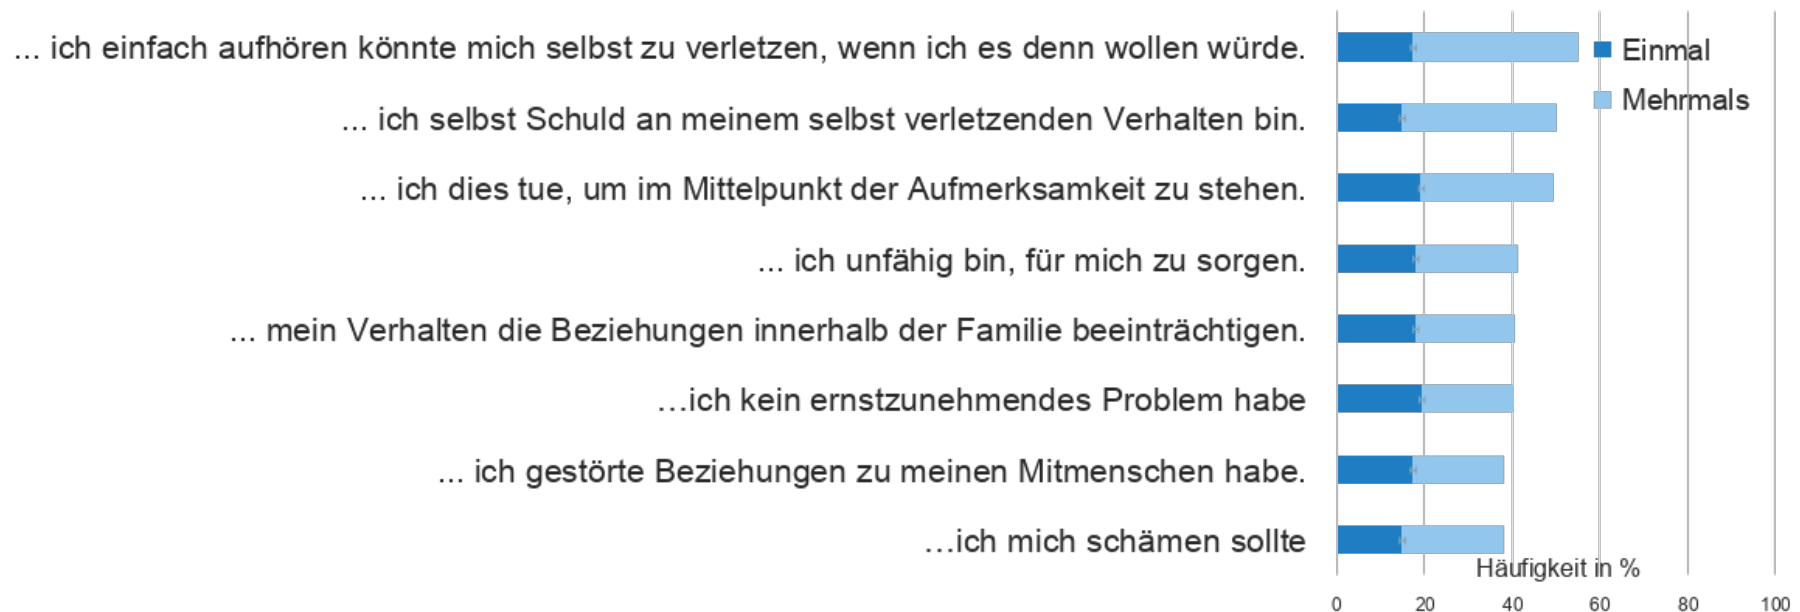 ... ich einfach aufhören könnte mich selbst zu verletzen, wenn ich es denn wollen würde.
... ich selbst Schuld an meinem selbst verletzenden Verhalten bin.
... ich dies tue, um im Mittelpunkt der Aufmerksamkeit zu stehen.
... ich unfähig bin, für mich zu sorgen.
... mein Verhalten die Beziehungen innerhalb der Familie beeinträchtigen.
…ich kein ernstzunehmendes Problem habe
... ich gestörte Beziehungen zu meinen Mitmenschen habe.
…ich mich schämen sollte
Einmal
Mehrmals
Häufigkeit in %
0 20 40 60 80 100